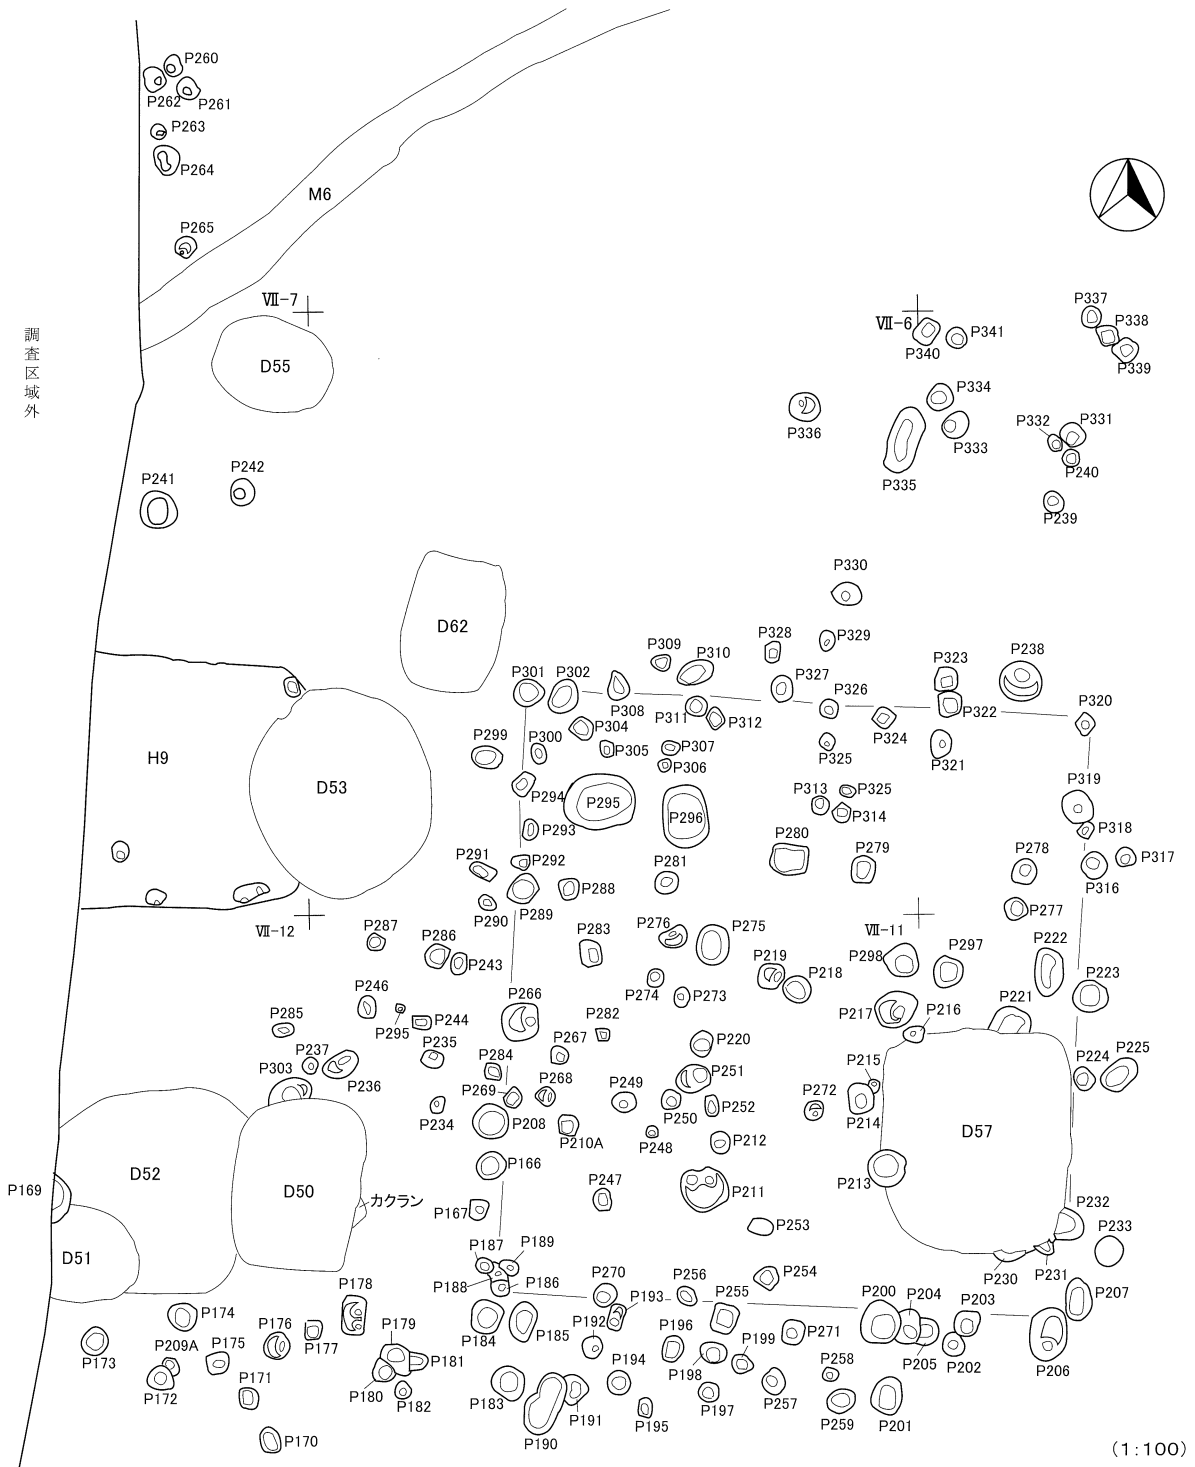 P260
P262
P261
P263
P264
M6
P265
Ⅶ-7
調査区域外
D55
P337
Ⅶ-6
P338
P341
P340
P339
P334
P336
P332
P331
P333
P335
P240
P239
P241
P242
P330
D62
P328
P329
P309
P310
P238
P301
P302
P327
P323
P326
P320
P308
P311
P312
P322
P304
P324
P299
P300
P305
P307
P325
P321
P306
H9
D53
P294
P295
P296
P313
P325
P319
P314
P293
P280
P318
P291
P292
P281
P279
P278
P317
P288
P316
P290
P289
P277
Ⅶ-12
P287
P286
P283
P276
P275
Ⅶ-11
P243
P219
P298
P297
P222
P218
P223
P246
P274
P273
P266
P217
P216
P221
P285
P295
P244
P282
P220
P237
P235
P267
P215
P224
P225
P303
P236
P284
P251
P269
P268
P249
P272
P234
P208
P250
P252
P214
P210A
P248
P212
D57
D52
P166
P213
P169
D50
カクラン
P247
P211
P167
P253
P232
P233
D51
P187
P189
P188
P186
P254
P230
P231
P178
P270
P256
P255
P200
P204
P203
P207
P193
P174
P176
P179
P192
P196
P184
P185
P271
P209A
P175
P177
P199
P173
P181
P198
P205
P202
P206
P172
P171
P180
P194
P258
P182
P183
P197
P257
P191
P195
P259
P201
P170
P190
(1:100)